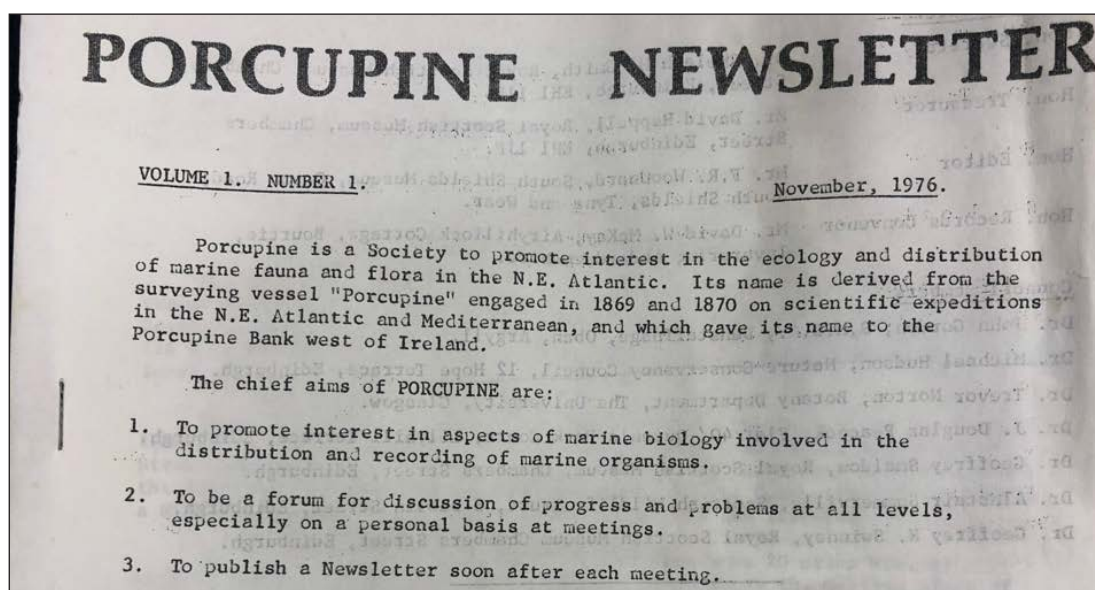 PORCUPINE NEWSLETTER
VOLUME 1. NUMBER 1.
November, 1976.
Porcupine is a Society to promote interest in the ecology and distribution
of marine fauna and flora in the N.E. Atlantic. Its name is derived from the
surveying vessel "Porcupine" engaged in 1869 and 1870 on scientific expeditions
in the N.E. Atlantic and Mediterranean, and which gave its name to the
Porcupine Bank west of Ireland.
The chief aims of PORCUPINE are:
1. To promote interest in aspects of marine biology involved in the
distribution and recording of marine organisms.
2. To be a forum for discussion of progress and problems at all levels,
especially on a personal basis at meetings.
3. To publish a Newsletter soon after each meeting.